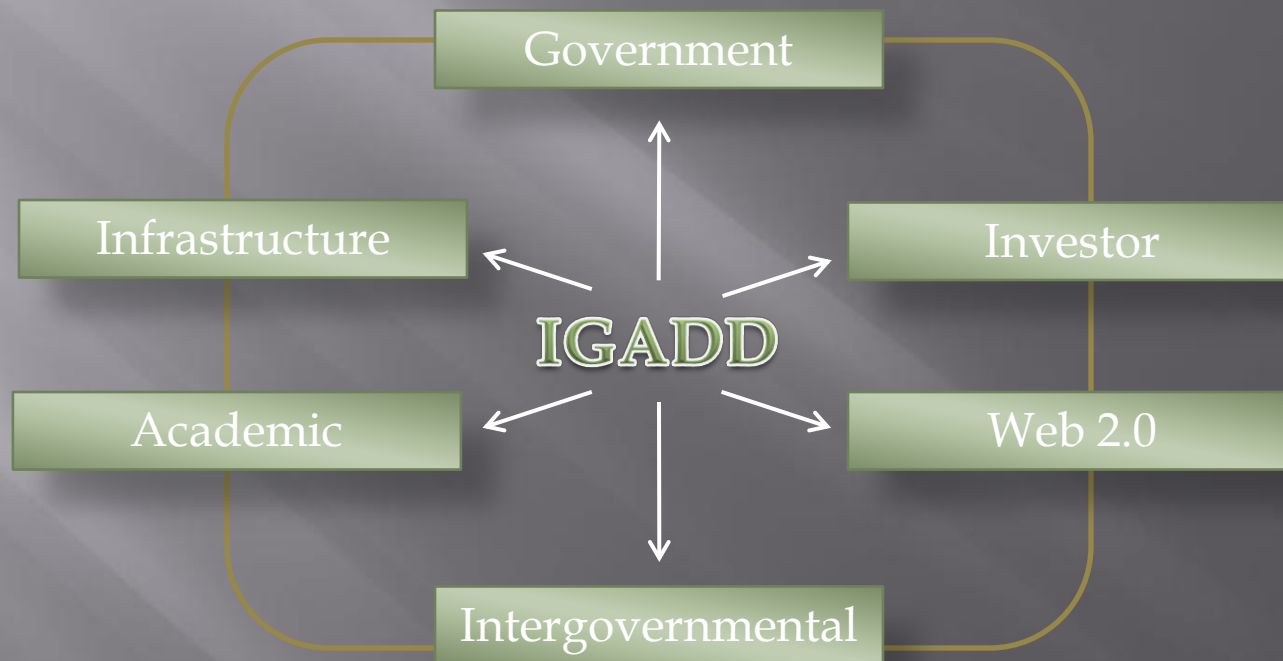 Government
Infrastructure
Investor
IGADD
Academic
Web 2.0
Intergovernmental